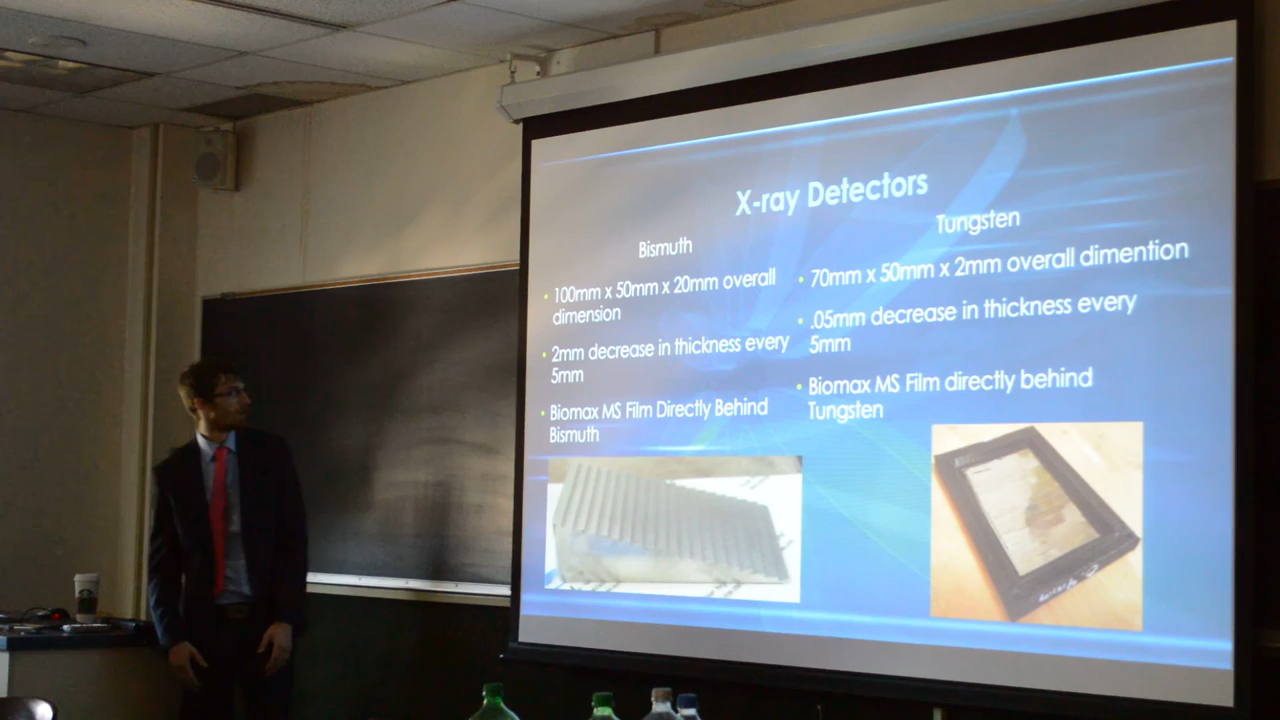 X-ray Detectors
Bismuth
• 100mm x 50mm x 20mm overall
dimension
• 2mm decrease in thickness every
5mm
• Biomax MS Film Directly Behind
Bismuth
Tungsten
• 70mm x 50mm x 2mm overall dimention
• .05mm decrease in thickness every
5mm
• Biomax MS Film directly behind
Tungsten